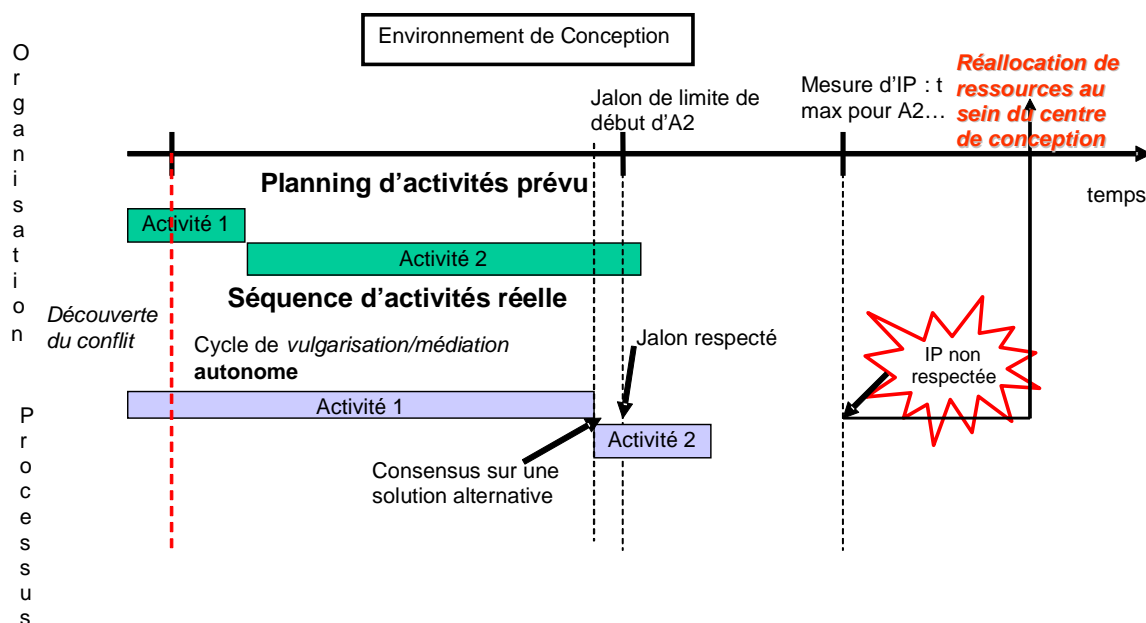 Environnement de Conception
Organisation
Jalon de limite de
début d'A2
Mesure d'IP : t
max pour A2…
Réallocation de
ressources au
sein du centre
de conception
temps
Planning d'activités prévu
Activité 1
Activité 2
Séquence d'activités réelle
Découverte
du conflit
Cycle de vulgarisation/médiation
autonome
Jalon respecté
IP non
respectée
Activité 1
Activité 2
Consensus sur une
solution alternative
Processus